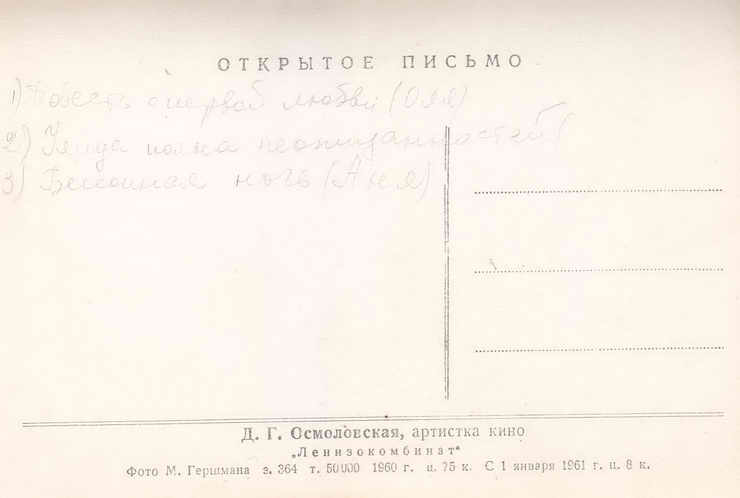 ОТКРЫТОЕ ПИСЬМО
1) Повесть о первой любви (Оля)
2) Улица полна неожиданностей (
3) Бессонная ночь (Аня)
Д. Г. Осмоловская, артистка кино
„Ленизокомбинат"
Фото М. Гершмана з. 364 т. 50000 1960 г. ц. 75 к. С 1 января 1961 г. ц. 8 к.